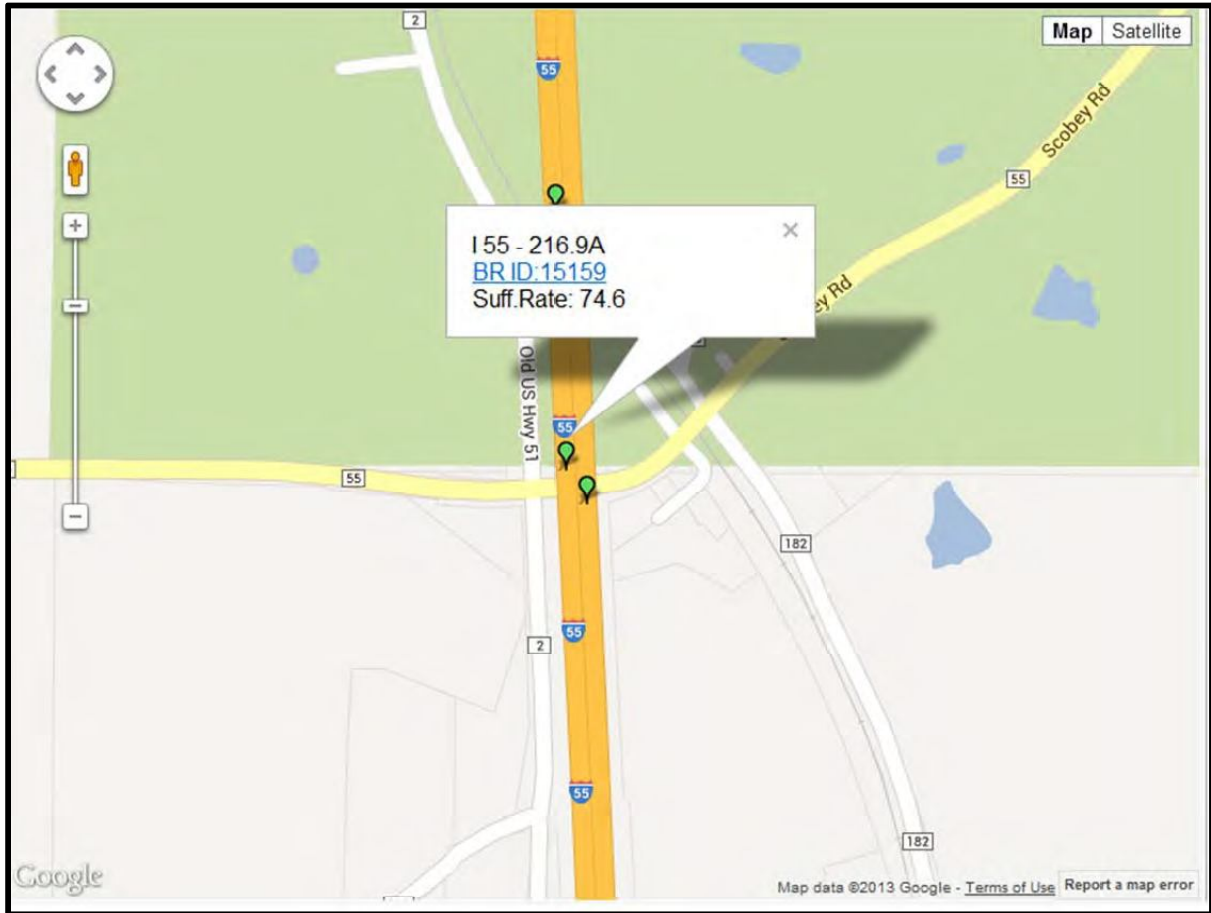 2
55
Map Satellite
Scobey Rd
55
I 55 - 216.9A
BR ID:15159
Suff.Rate: 74.6
×
ey Rd
Old US Hwy 51
55
55
182
55
2
55
182
Google
Map data ©2013 Google - Terms of Use Report a map error